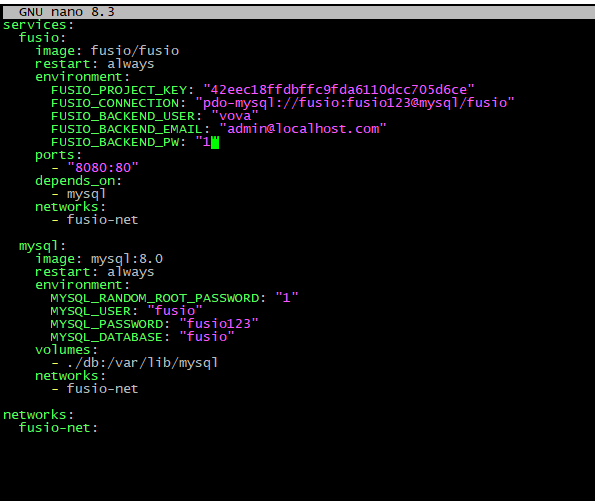 GNU nano 8.3
services:
  fusio:
    image: fusio/fusio
    restart: always
    environment:
      FUSIO_PROJECT_KEY: "42eec18ffdbffc9fda6110dcc705d6ce"
      FUSIO_CONNECTION: "pdo-mysql://fusio:fusio123@mysql/fusio"
      FUSIO_BACKEND_USER: "vova"
      FUSIO_BACKEND_EMAIL: "admin@localhost.com"
      FUSIO_BACKEND_PW: "1"
    ports:
      - "8080:80"
    depends_on:
      - mysql
    networks:
      - fusio-net

  mysql:
    image: mysql:8.0
    restart: always
    environment:
      MYSQL_RANDOM_ROOT_PASSWORD: "1"
      MYSQL_USER: "fusio"
      MYSQL_PASSWORD: "fusio123"
      MYSQL_DATABASE: "fusio"
    volumes:
      - ./db:/var/lib/mysql
    networks:
      - fusio-net

networks:
  fusio-net: